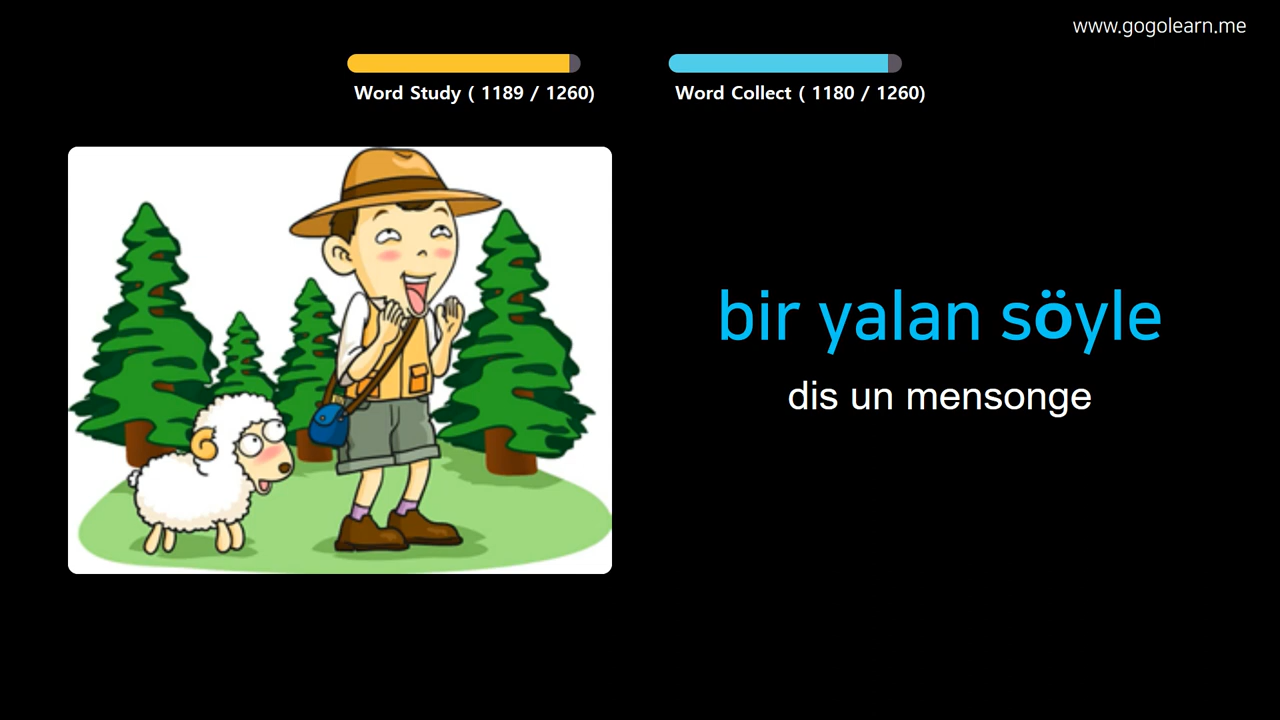 www.gogolearn.me
Word Study ( 1189 / 1260)
Word Collect ( 1180 / 1260)
bir yalan söyle
dis un mensonge